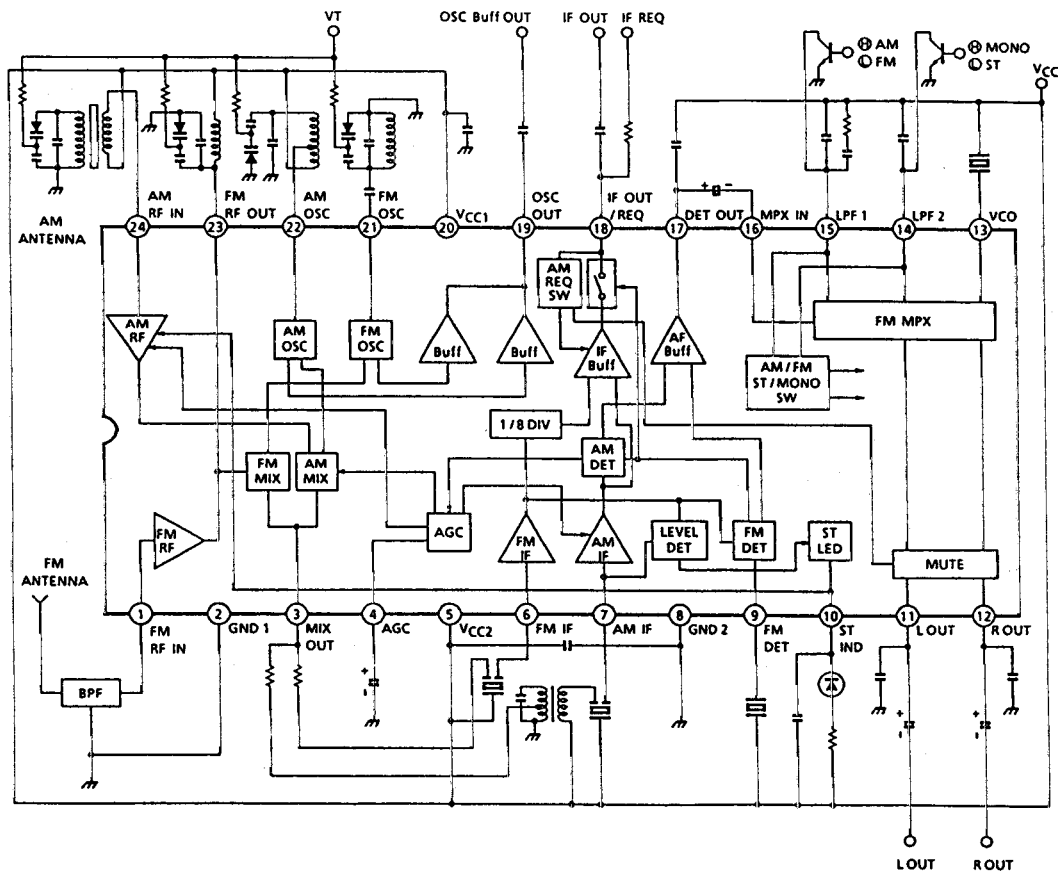 VT
OSC Buff OUT
IF OUT
IF REQ
Ⓗ AM
Ⓛ FM
Ⓗ MONO
Ⓛ ST
VCC
AM ANTENNA
AM RF IN
FM RF OUT
AM OSC
FM OSC
VCC1
OSC OUT
IF OUT /REQ
DET OUT
MPX IN
LPF 1
LPF 2
VCO
24
23
22
21
20
19
18
17
16
15
14
13
+ -
AM RF
AM OSC
FM OSC
Buff
Buff
AM REQ SW
IF Buff
AF Buff
FM MPX
AM / FM
ST / MONO
SW
1 / 8 DIV
FM MIX
AM MIX
AM DET
AGC
FM RF
FM IF
AM IF
LEVEL DET
FM DET
ST LED
MUTE
FM ANTENNA
1
2
3
4
5
6
7
8
9
10
11
12
FM RF IN
GND 1
MIX OUT
AGC
VCC2
FM IF
AM IF
GND 2
FM DET
ST IND
L OUT
R OUT
BPF
+
-
+
-
+
-
L OUT
R OUT